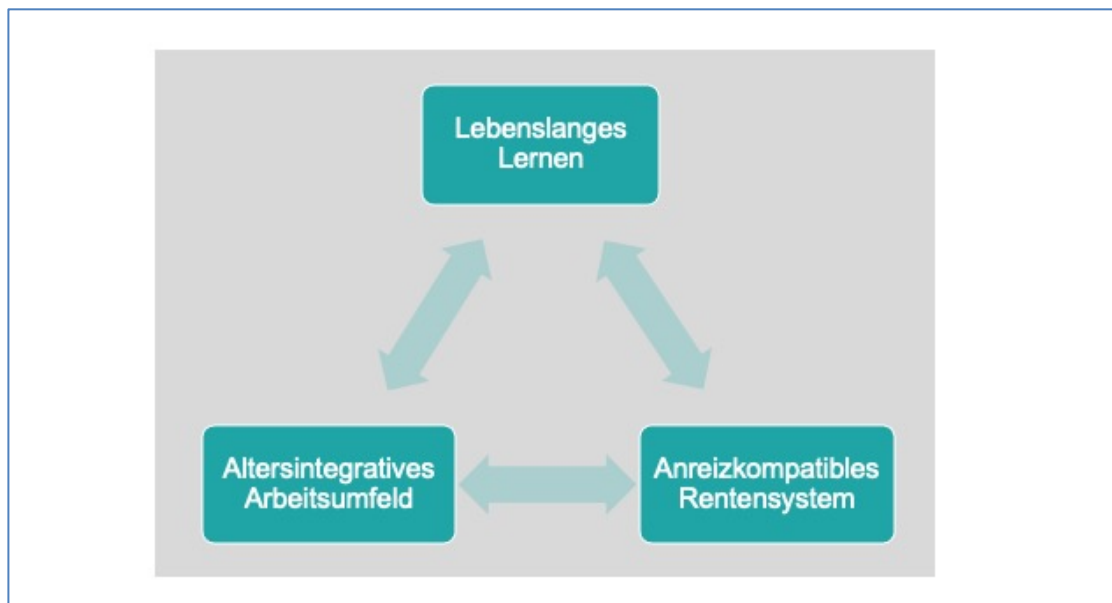 Lebenslanges
Lernen
Altersintegratives
Arbeitsumfeld
Anreizkompatibles
Rentensystem